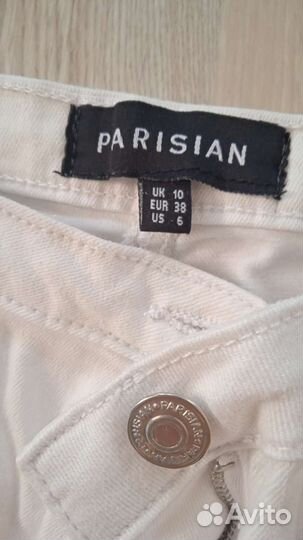 PARISIAN
UK 10
EUR 38
US 6
PARISIAN
Avito